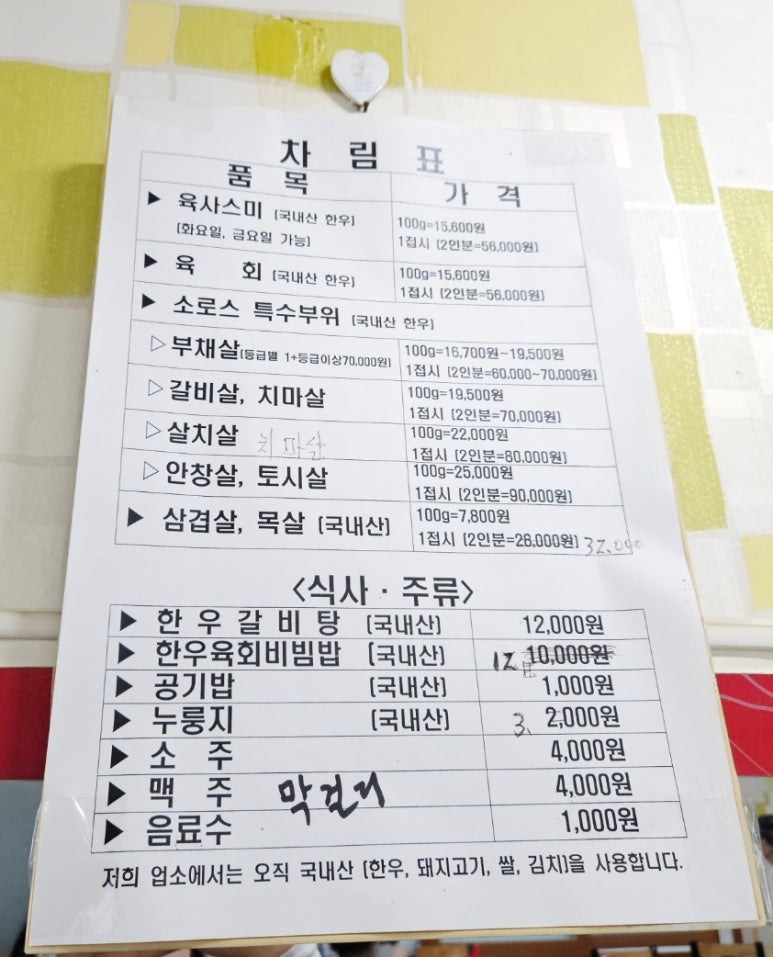 차 림 표
품 목 가 격
▶ 육사스미 (국내산 한우) 100g=15,600원
(화요일, 금요일 가능) 1접시 (2인분=56,000원)
▶ 육 회 (국내산 한우) 100g=15,600원
1접시 (2인분=56,000원)
▶ 소로스 특수부위 (국내산 한우)
▷ 부채살(등급별 1+등급이상70,000원) 100g=16,700원~19,500원
1접시 (2인분=60,000~70,000원)
▷ 갈비살, 치마살 100g=19,500원
1접시 (2인분=70,000원)
▷ 살치살 치마살 100g=22,000원
1접시 (2인분=80,000원)
▷ 안창살, 토시살 100g=25,000원
1접시 (2인분=90,000원)
▶ 삼겹살, 목살 (국내산) 100g=7,800원
1접시 (2인분=28,000원) 32,000
<식사 · 주류>
▶ 한 우 갈 비 탕 (국내산) 12,000원
▶ 한우육회비빔밥 (국내산) 12 10,000원
▶ 공기밥 (국내산) 1,000원
▶ 누룽지 (국내산) 3. 2,000원
▶ 소 주 4,000원
▶ 맥 주 막걸리 4,000원
▶ 음료수 1,000원
저희 업소에서는 오직 국내산 (한우, 돼지고기, 쌀, 김치)을 사용합니다.